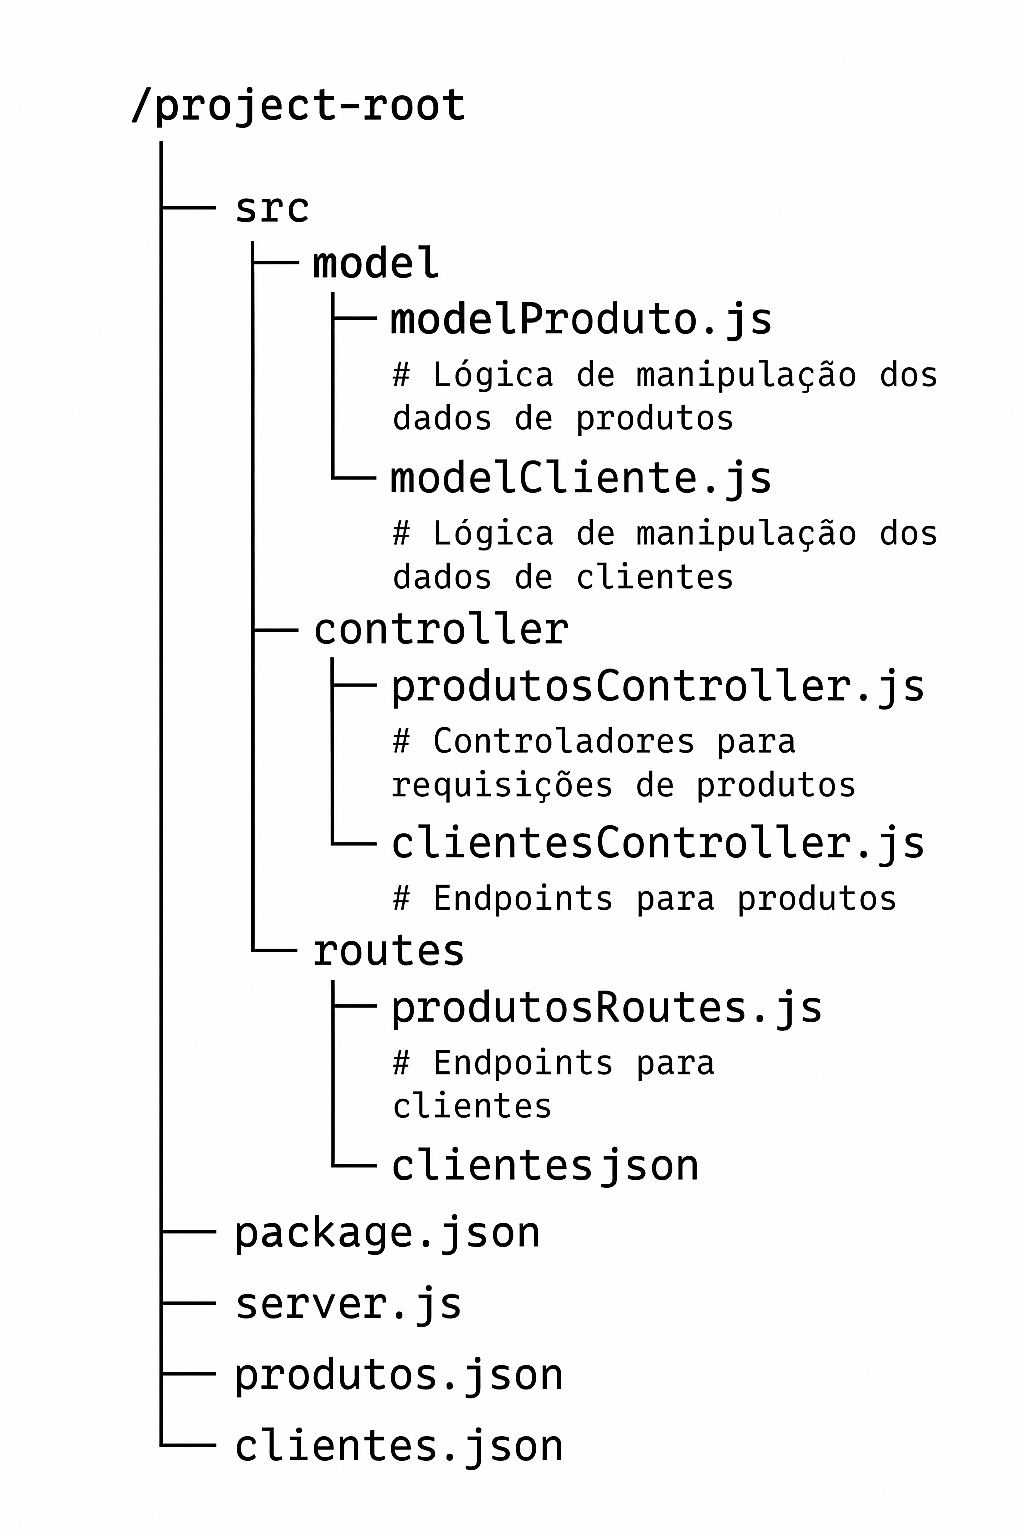 /project-root
src
model
modelProduto.js
# Lógica de manipulação dos
dados de produtos
modelCliente.js
# Lógica de manipulação dos
dados de clientes
controller
produtosController.js
# Controladores para
requisições de produtos
clientesController.js
# Endpoints para produtos
routes
produtosRoutes.js
# Endpoints para
clientes
clientesjson
package.json
server.js
produtos.json
clientes.json